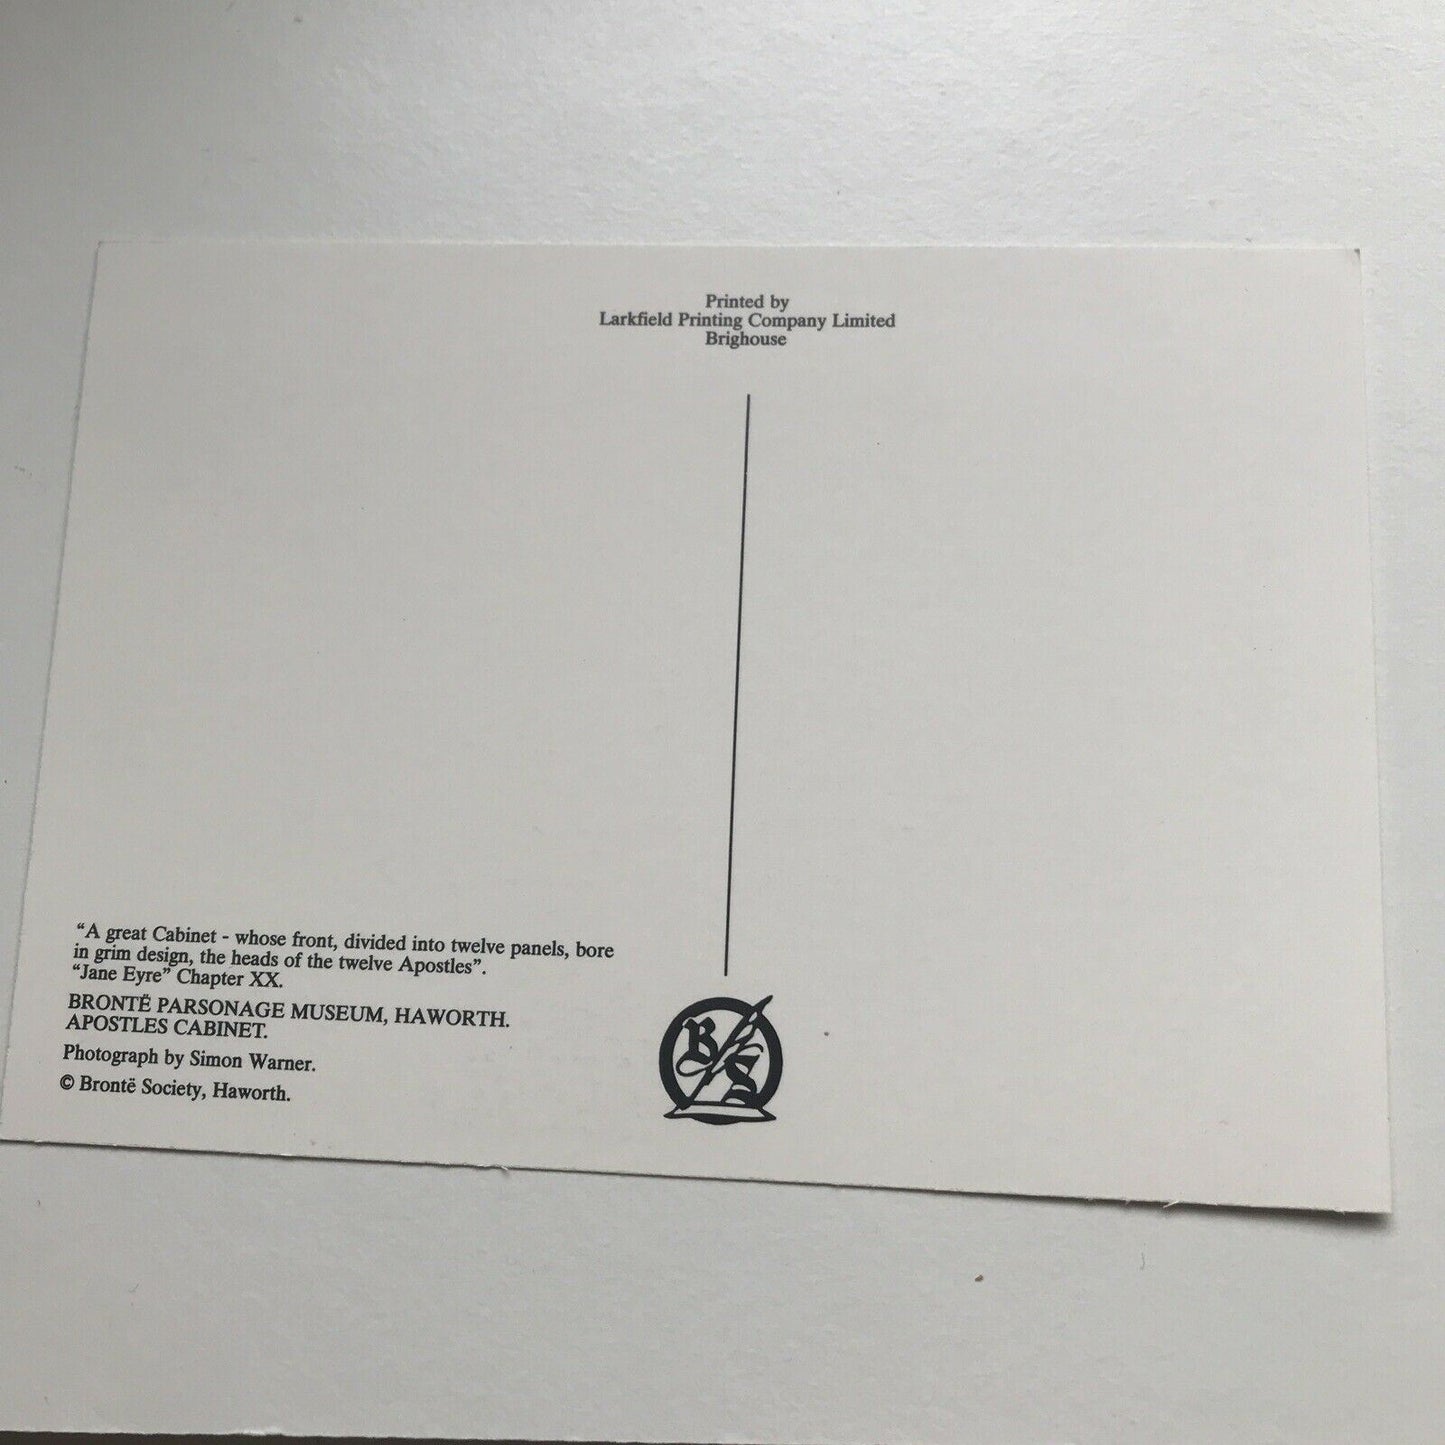 Printed by
Larkfield Printing Company Limited
Brighouse
“A great Cabinet - whose front, divided into twelve panels, bore
in grim design, the heads of the twelve Apostles”.
“Jane Eyre” Chapter XX.
BRONTË PARSONAGE MUSEUM, HAWORTH.
APOSTLES CABINET.
Photograph by Simon Warner.
© Brontë Society, Haworth.
B S